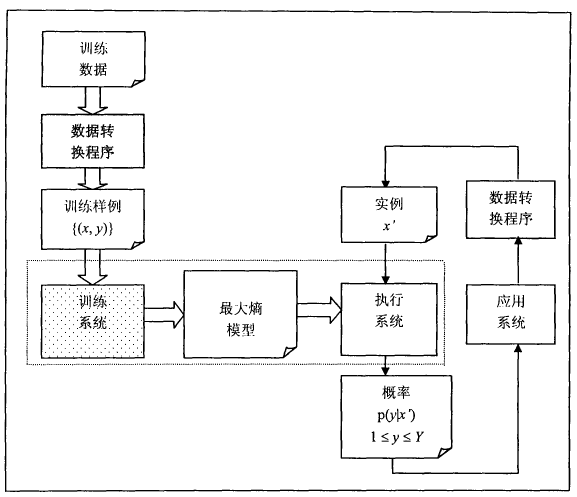 训练
数据
数据转
换程序
训练样例
{(x, y)}
训练
系统
最大熵
模型
实例
x'
执行
系统
概率
p(y|x')
1 ≤ y ≤ Y
数据转
换程序
应用
系统